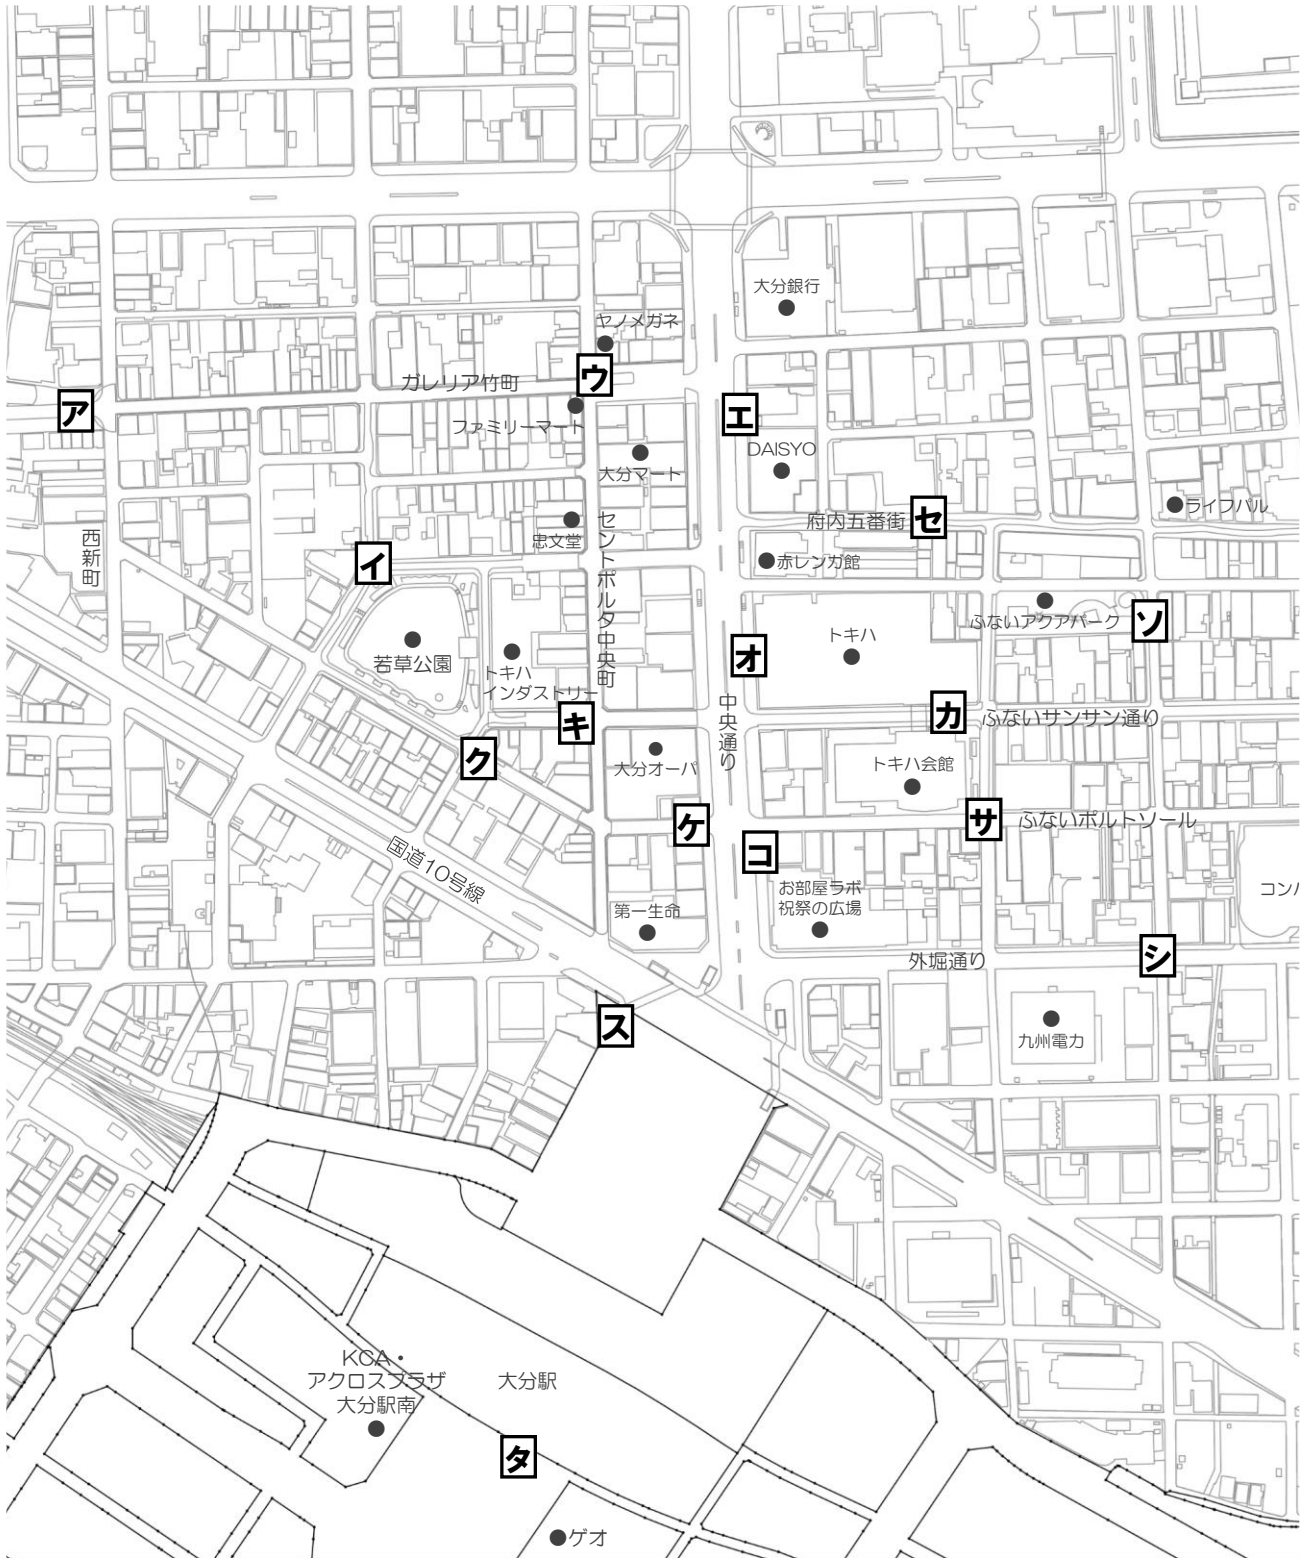 大分銀行
ヤノメガネ
ウ
ガレリア竹町
ア
エ
ファミリーマート
DAISYO
大分マート
ライフパル
セ
府内五番街
忠文堂
セントポルタ中央町
西新町
イ
赤レンガ館
ふないアクアパーク
ソ
トキハ
若草公園
オ
トキハ
インダストリー
中央通り
カ
ふないサンサン通り
キ
ク
大分オーパ
トキハ会館
サ
ふないポルトソール
ケ
コ
国道10号線
お部屋ラボ
祝祭の広場
コンパ
第一生命
外堀通り
シ
ス
九州電力
KCA・
アクロスプラザ
大分駅南
大分駅
タ
ゲオ